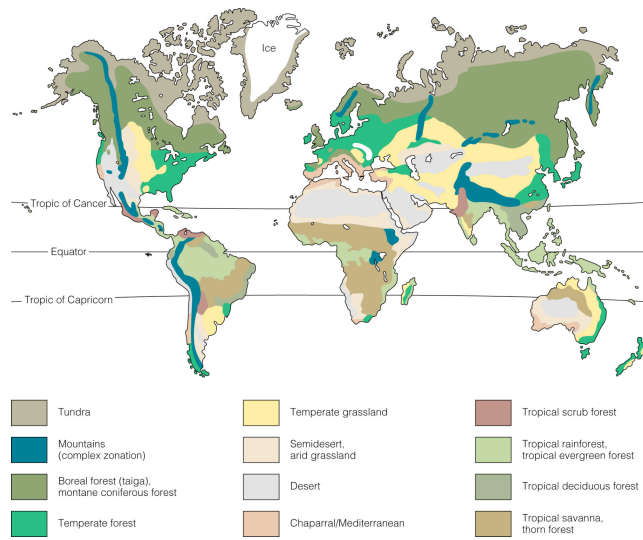 Ice
Tropic of Cancer
Equator
Tropic of Capricorn
Tundra
Temperate grassland
Tropical scrub forest
Mountains
(complex zonation)
Semidesert,
arid grassland
Tropical rainforest,
tropical evergreen forest
Boreal forest (taiga),
montane coniferous forest
Desert
Tropical deciduous forest
Temperate forest
Chaparral/Mediterranean
Tropical savanna,
thorn forest